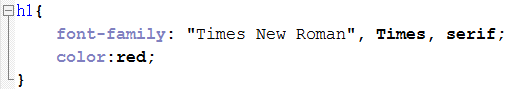 h1{
font-family: "Times New Roman", Times, serif;
color:red;
}